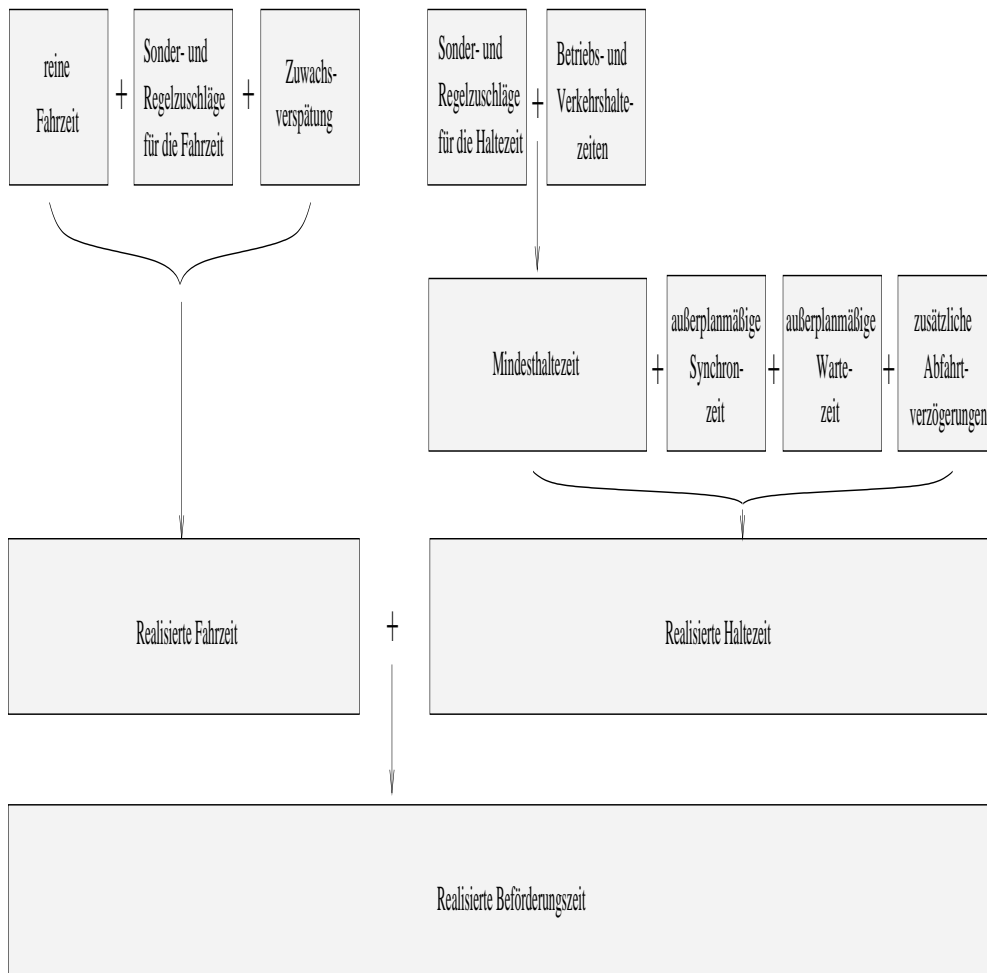 reine
Fahrzeit
+
Sonder- und
Regelzuschläge
für die Fahrzeit
+
Zuwachs-
verspätung
Sonder- und
Regelzuschläge
für die Haltezeit
+
Betriebs- und
Verkehrshalte-
zeiten
Mindesthaltezeit
+
außerplanmäßige
Synchron-
zeit
+
außerplanmäßige
Warte-
zeit
+
zusätzliche
Abfahrt-
verzögerungen
Realisierte Fahrzeit
+
Realisierte Haltezeit
Realisierte Beförderungszeit